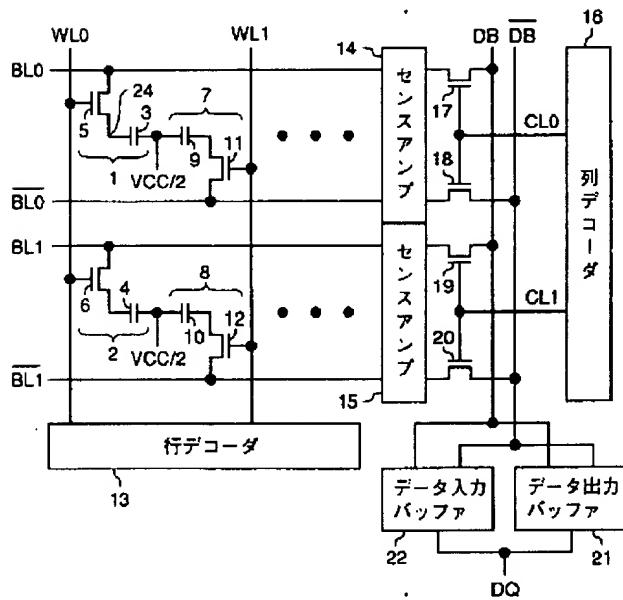 WL0
WL1
14
DB
DB
16
BL0
24
3
7
5
1
9
11
VCC/2
17
CL0
18
BL0
センスアンプ
列デコーダ
BL1
8
4
6
2
10
12
VCC/2
19
CL1
20
BL1
センスアンプ
15
行デコーダ
13
データ入力
バッファ
データ出力
バッファ
22
21
DQ